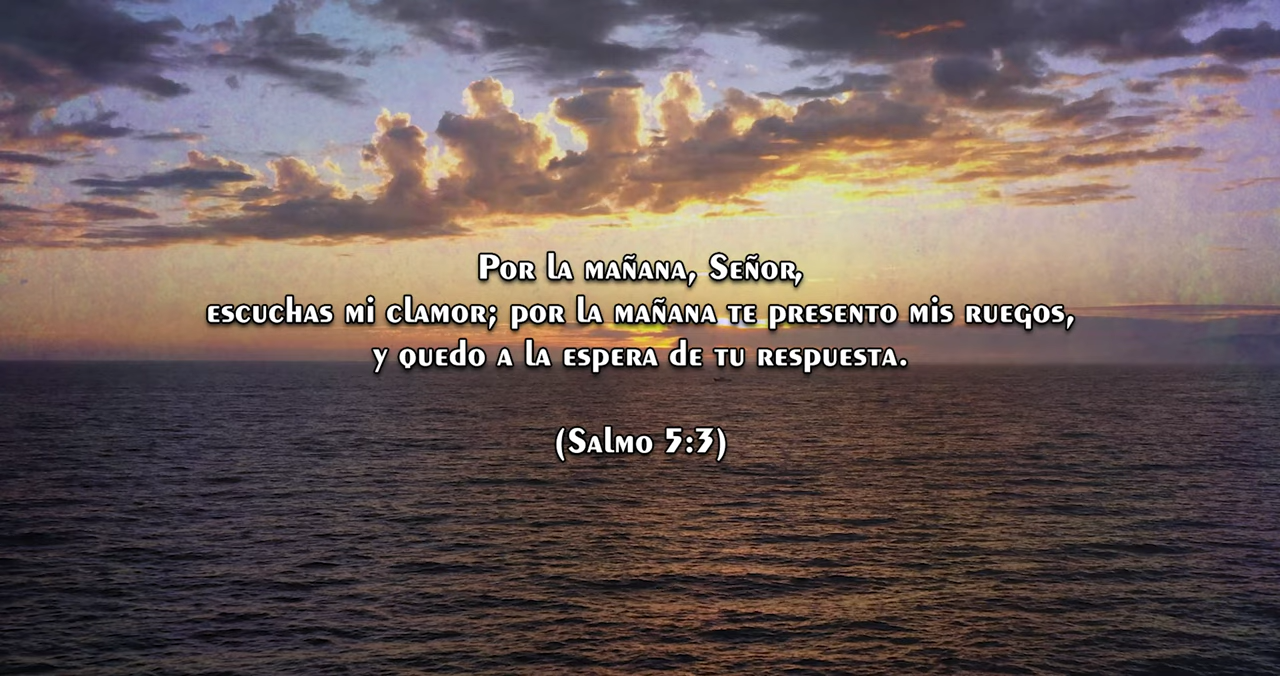 Por la mañana, Señor,
escuchas mi clamor; por la mañana te presento mis ruegos,
y quedo a la espera de tu respuesta.
(Salmo 5:3)